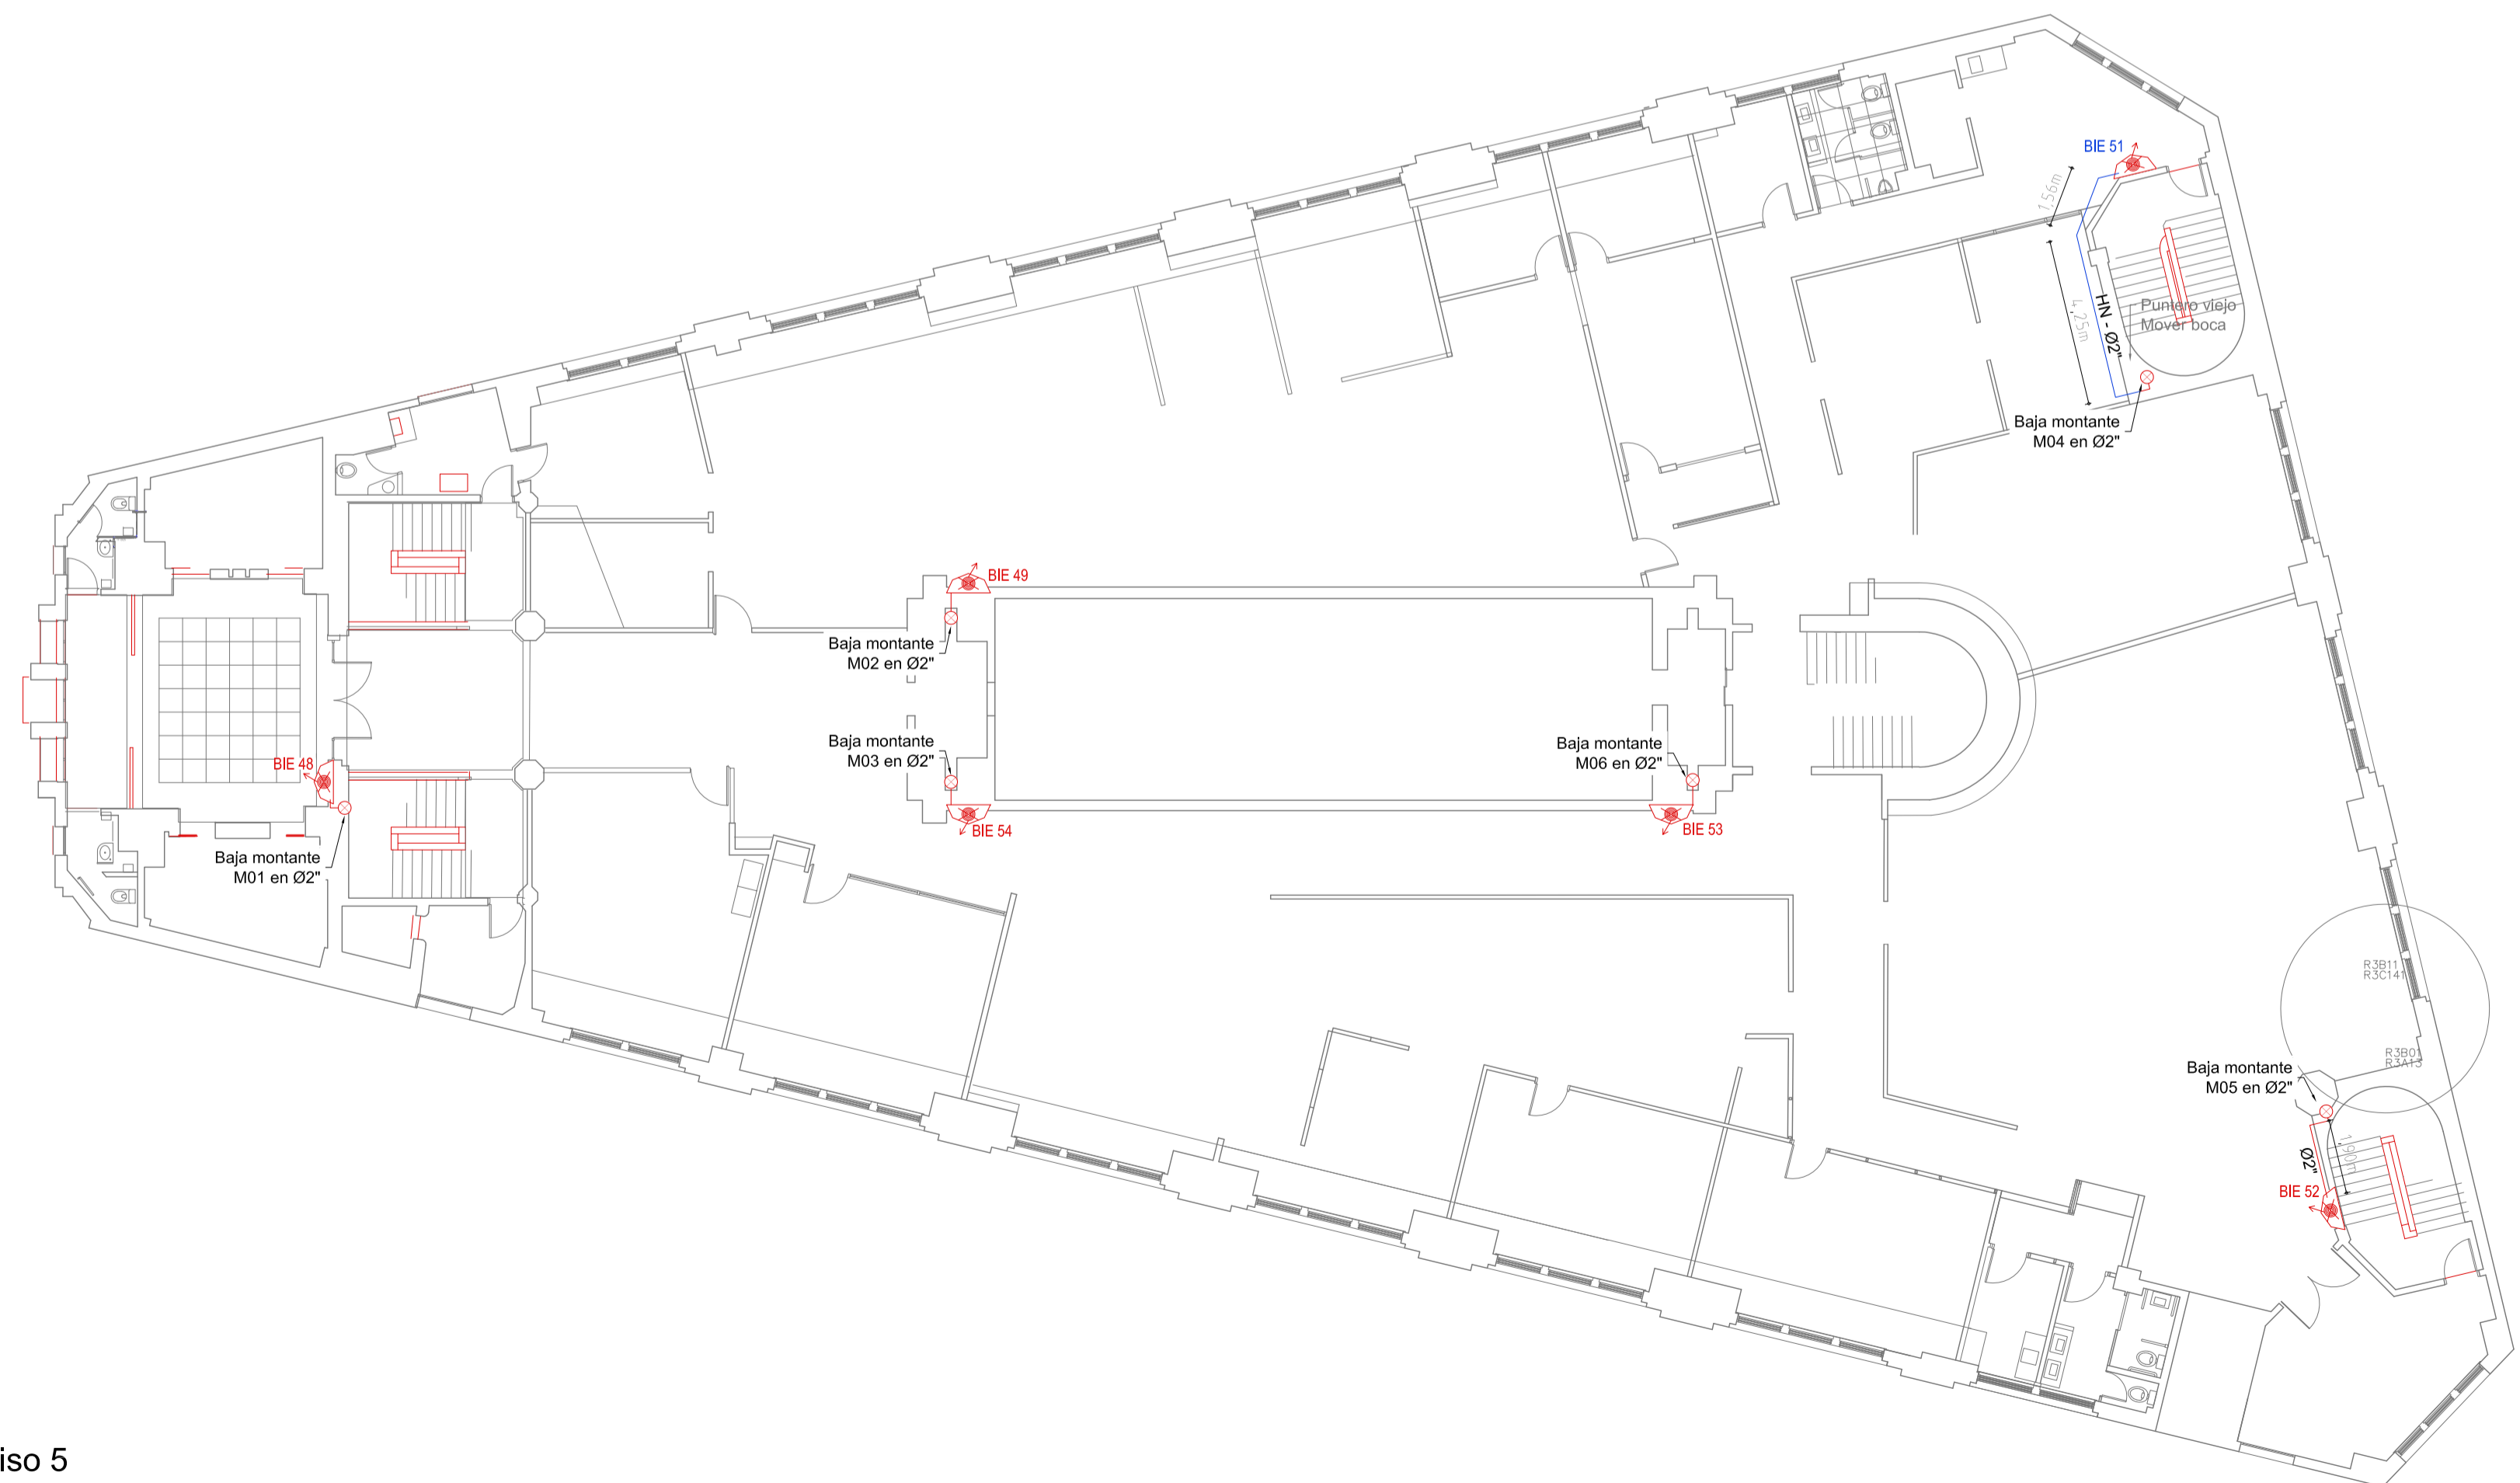 BIE 51
1,56m
4,25m
HN - Ø2"
Puntero viejo
Mover boca
Baja montante
M04 en Ø2"
BIE 49
Baja montante
M02 en Ø2"
Baja montante
M03 en Ø2"
BIE 54
Baja montante
M06 en Ø2"
BIE 53
BIE 48
Baja montante
M01 en Ø2"
R3B11
R3C141
R3B01
R3A13
Baja montante
M05 en Ø2"
1,90m
Ø2"
BIE 52
iso 5